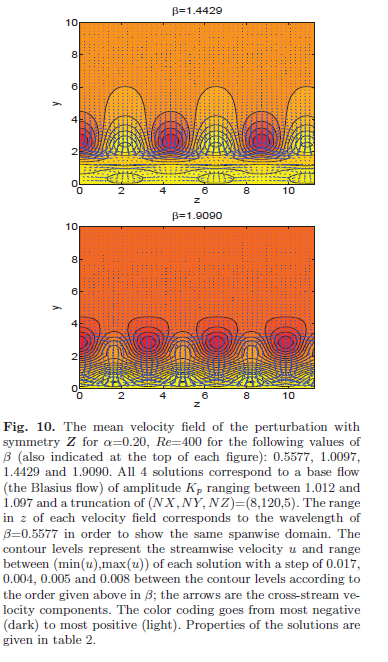 β=1.4429
10
8
6
y
4
2
0
0 2 4 6 8 10
z
β=1.9090
10
8
6
y
4
2
0
0 2 4 6 8 10
z
Fig. 10. The mean velocity field of the perturbation with
symmetry Z for α=0.20, Re=400 for the following values of
β (also indicated at the top of each figure): 0.5577, 1.0097,
1.4429 and 1.9090. All 4 solutions correspond to a base flow
(the Blasius flow) of amplitude Kp ranging between 1.012 and
1.097 and a truncation of (NX,NY,NZ)=(8,120,5). The range
in z of each velocity field corresponds to the wavelength of
β=0.5577 in order to show the same spanwise domain. The
contour levels represent the streamwise velocity u and range
between (min(u),max(u)) of each solution with a step of 0.017,
0.004, 0.005 and 0.008 between the contour levels according to
the order given above in β; the arrows are the cross-stream ve-
locity components. The color coding goes from most negative
(dark) to most positive (light). Properties of the solutions are
given in table 2.